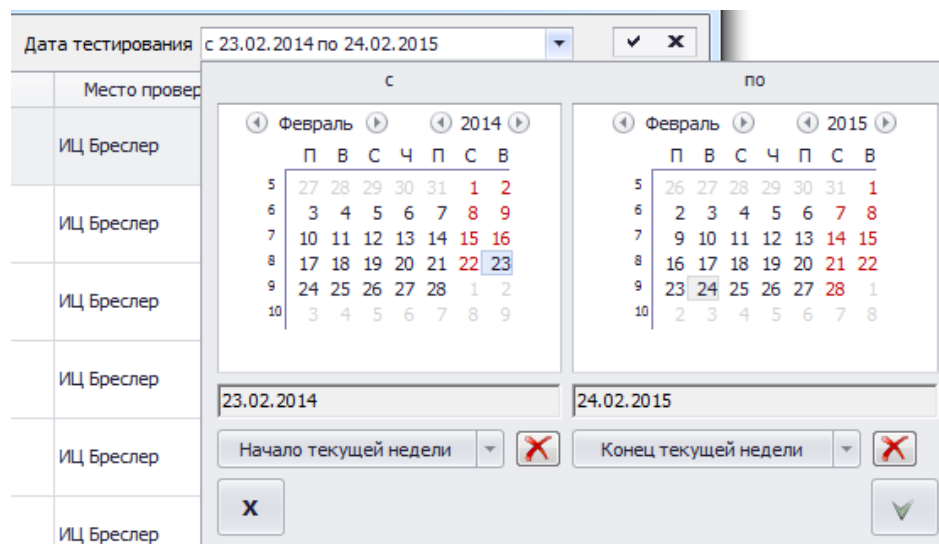 Дата тестирования с 23.02.2014 по 24.02.2015
Место провер
ИЦ Бреслер
ИЦ Бреслер
ИЦ Бреслер
ИЦ Бреслер
ИЦ Бреслер
ИЦ Бреслер
с
Февраль 2014
П В С Ч П С В
5 27 28 29 30 31 1 2
6 3 4 5 6 7 8 9
7 10 11 12 13 14 15 16
8 17 18 19 20 21 22 23
9 24 25 26 27 28 1 2
10 3 4 5 6 7 8 9
23.02.2014
Начало текущей недели
X
по
Февраль 2015
П В С Ч П С В
5 26 27 28 29 30 31 1
6 2 3 4 5 6 7 8
7 9 10 11 12 13 14 15
8 16 17 18 19 20 21 22
9 23 24 25 26 27 28 1
10 2 3 4 5 6 7 8
24.02.2015
Конец текущей недели